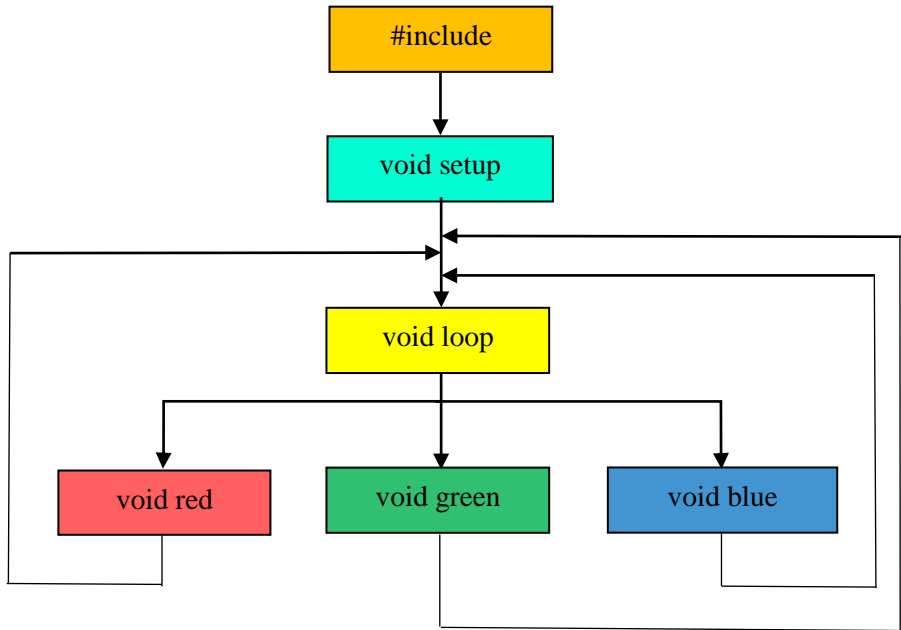 #include
void setup
void loop
void red
void green
void blue